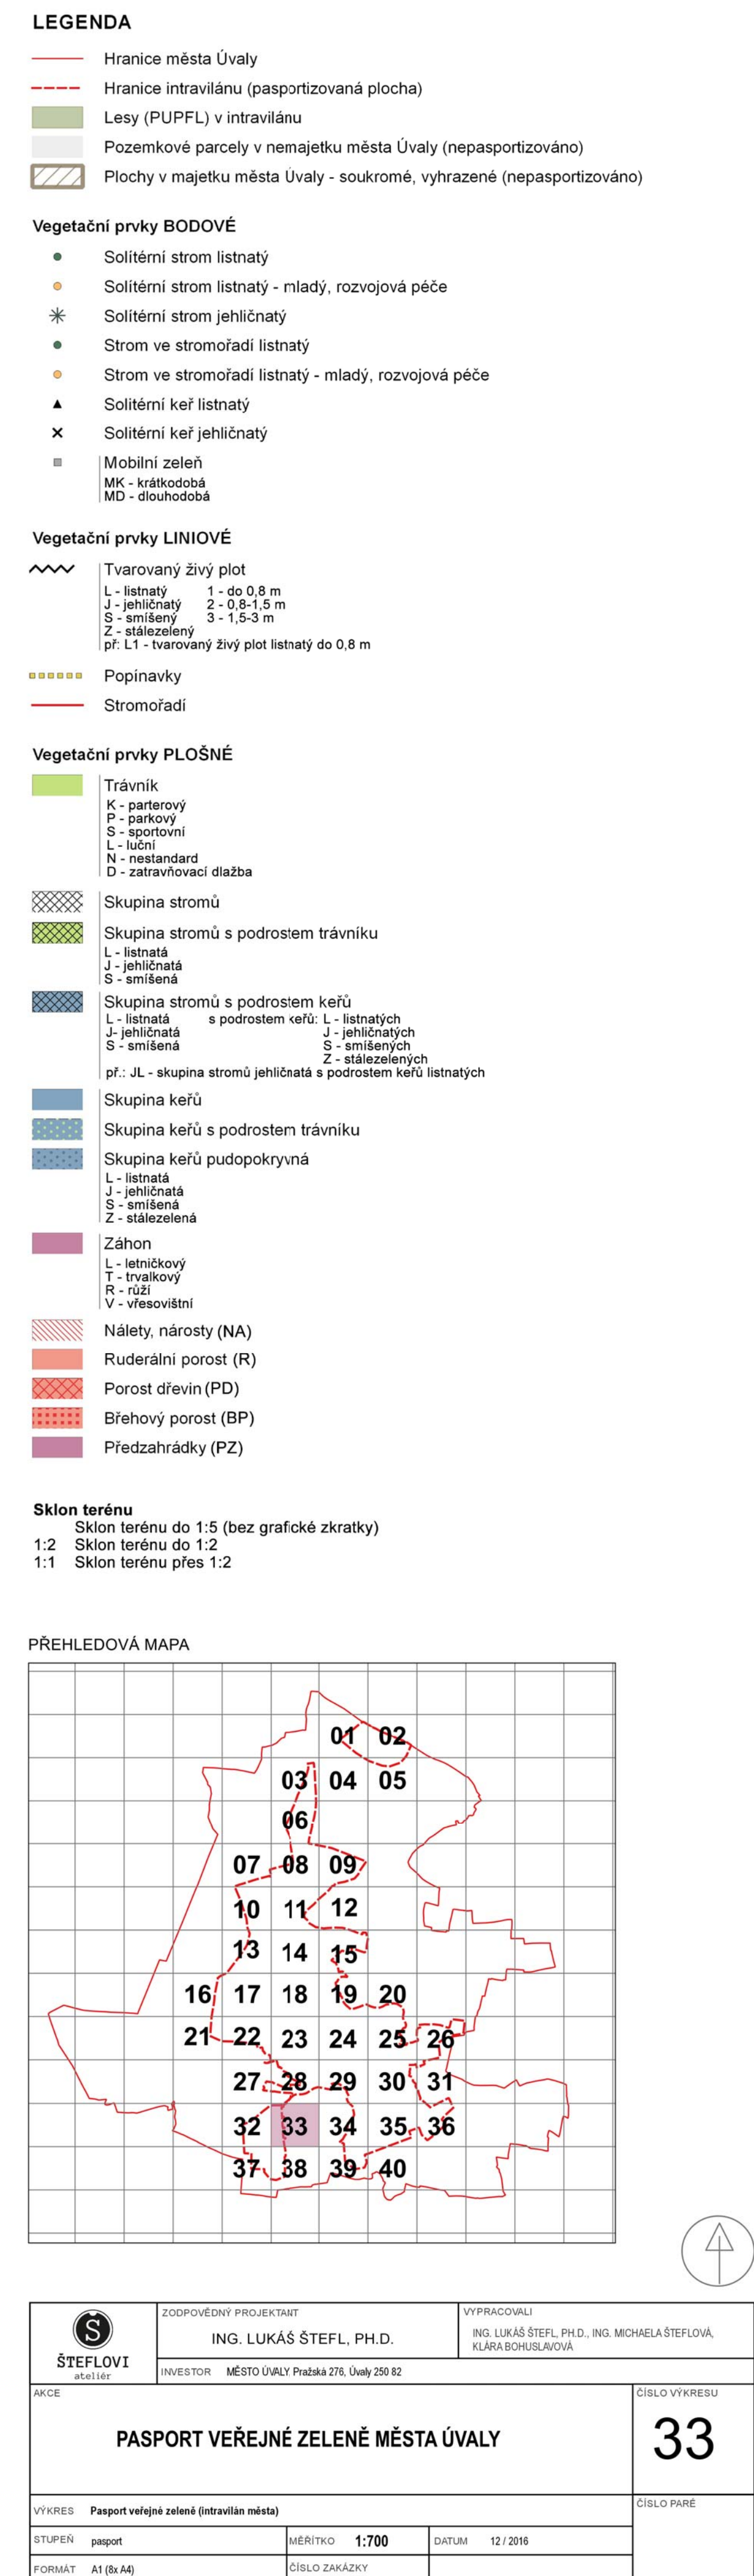 LEGENDA
Hranice města Úvaly
Hranice intravilánu (pasportizovaná plocha)
Lesy (PUPFL) v intravilánu
Pozemkové parcely v nemajetku města Úvaly (nepasportizováno)
Plochy v majetku města Úvaly - soukromé, vyhrazené (nepasportizováno)
Vegetační prvky BODOVÉ
Solitérní strom listnatý
Solitérní strom listnatý - mladý, rozvojová péče
Solitérní strom jehličnatý
Strom ve stromořadí listnatý
Strom ve stromořadí listnatý - mladý, rozvojová péče
Solitérní keř listnatý
Solitérní keř jehličnatý
Mobilní zeleň
MK - krátkodobá
MD - dlouhodobá
Vegetační prvky LINIOVÉ
Tvarovaný živý plot
L - listnatý 1 - do 0,8 m
J - jehličnatý 2 - 0,8-1,5 m
S - smíšený 3 - 1,5-3 m
Z - stálezelený
př: L1 - tvarovaný živý plot listnatý do 0,8 m
Popínavky
Stromořadí
Vegetační prvky PLOŠNÉ
Trávník
K - parterový
P - parkový
S - sportovní
L - luční
N - nestandard
D - zatravňovací dlažba
Skupina stromů
Skupina stromů s podrostem trávníku
L - listnatá
J - jehličnatá
S - smíšená
Skupina stromů s podrostem keřů
L - listnatá s podrostem keřů: L - listnatých
J- jehličnatá J - jehličnatých
S - smíšená S - smíšených
Z - stálezelených
př.: JL - skupina stromů jehličnatá s podrostem keřů listnatých
Skupina keřů
Skupina keřů s podrostem trávníku
Skupina keřů pudopokryvná
L - listnatá
J - jehličnatá
S - smíšená
Z - stálezelená
Záhon
L - letničkový
T - trvalkový
R - růží
V - vřesovištní
Nálety, nárosty (NA)
Ruderální porost (R)
Porost dřevin (PD)
Břehový porost (BP)
Předzahrádky (PZ)
Sklon terénu
Sklon terénu do 1:5 (bez grafické zkratky)
1:2 Sklon terénu do 1:2
1:1 Sklon terénu přes 1:2
PŘEHLEDOVÁ MAPA
01 02
03 04 05
06
07 08 09
10 11 12
13 14 15
16 17 18 19 20
21 22 23 24 25 26
27 28 29 30 31
32 33 34 35 36
37 38 39 40
Š
ŠTEFLOVI
ateliér
ZODPOVĚDNÝ PROJEKTANT
ING. LUKÁŠ ŠTEFL, PH.D.
VYPRACOVALI
ING. LUKÁŠ ŠTEFL, PH.D., ING. MICHAELA ŠTEFLOVÁ,
KLÁRA BOHUSLAVOVÁ
INVESTOR MĚSTO ÚVALY. Pražská 276, Úvaly 250 82
AKCE
PASPORT VEŘEJNÉ ZELENĚ MĚSTA ÚVALY
ČÍSLO VÝKRESU
33
VÝKRES Pasport veřejné zeleně (intravilán města)
ČÍSLO PARÉ
STUPEŇ pasport
MĚŘÍTKO 1:700
DATUM 12 / 2016
FORMÁT A1 (8x A4)
ČÍSLO ZAKÁZKY